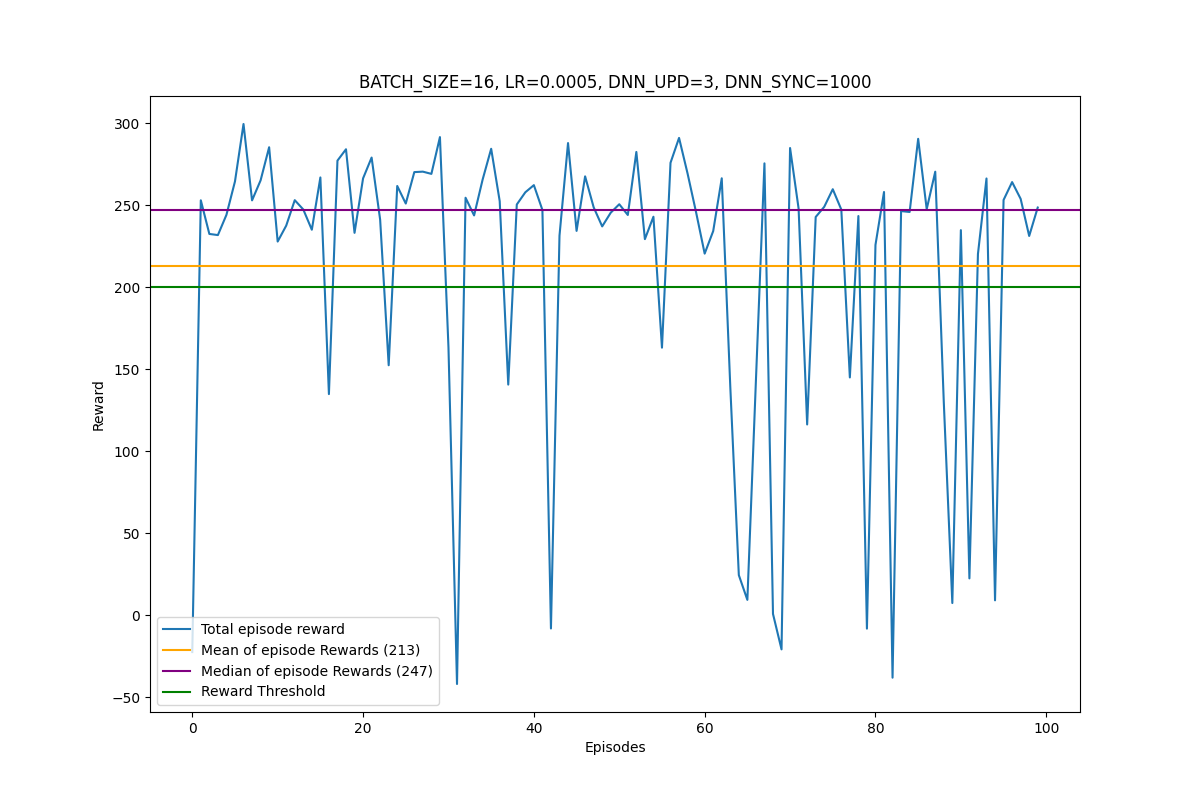 BATCH_SIZE=16, LR=0.0005, DNN_UPD=3, DNN_SYNC=1000
300
250
200
150
100
50
0
−50
Reward
Total episode reward
Mean of episode Rewards (213)
Median of episode Rewards (247)
Reward Threshold
0 20 40 60 80 100
Episodes